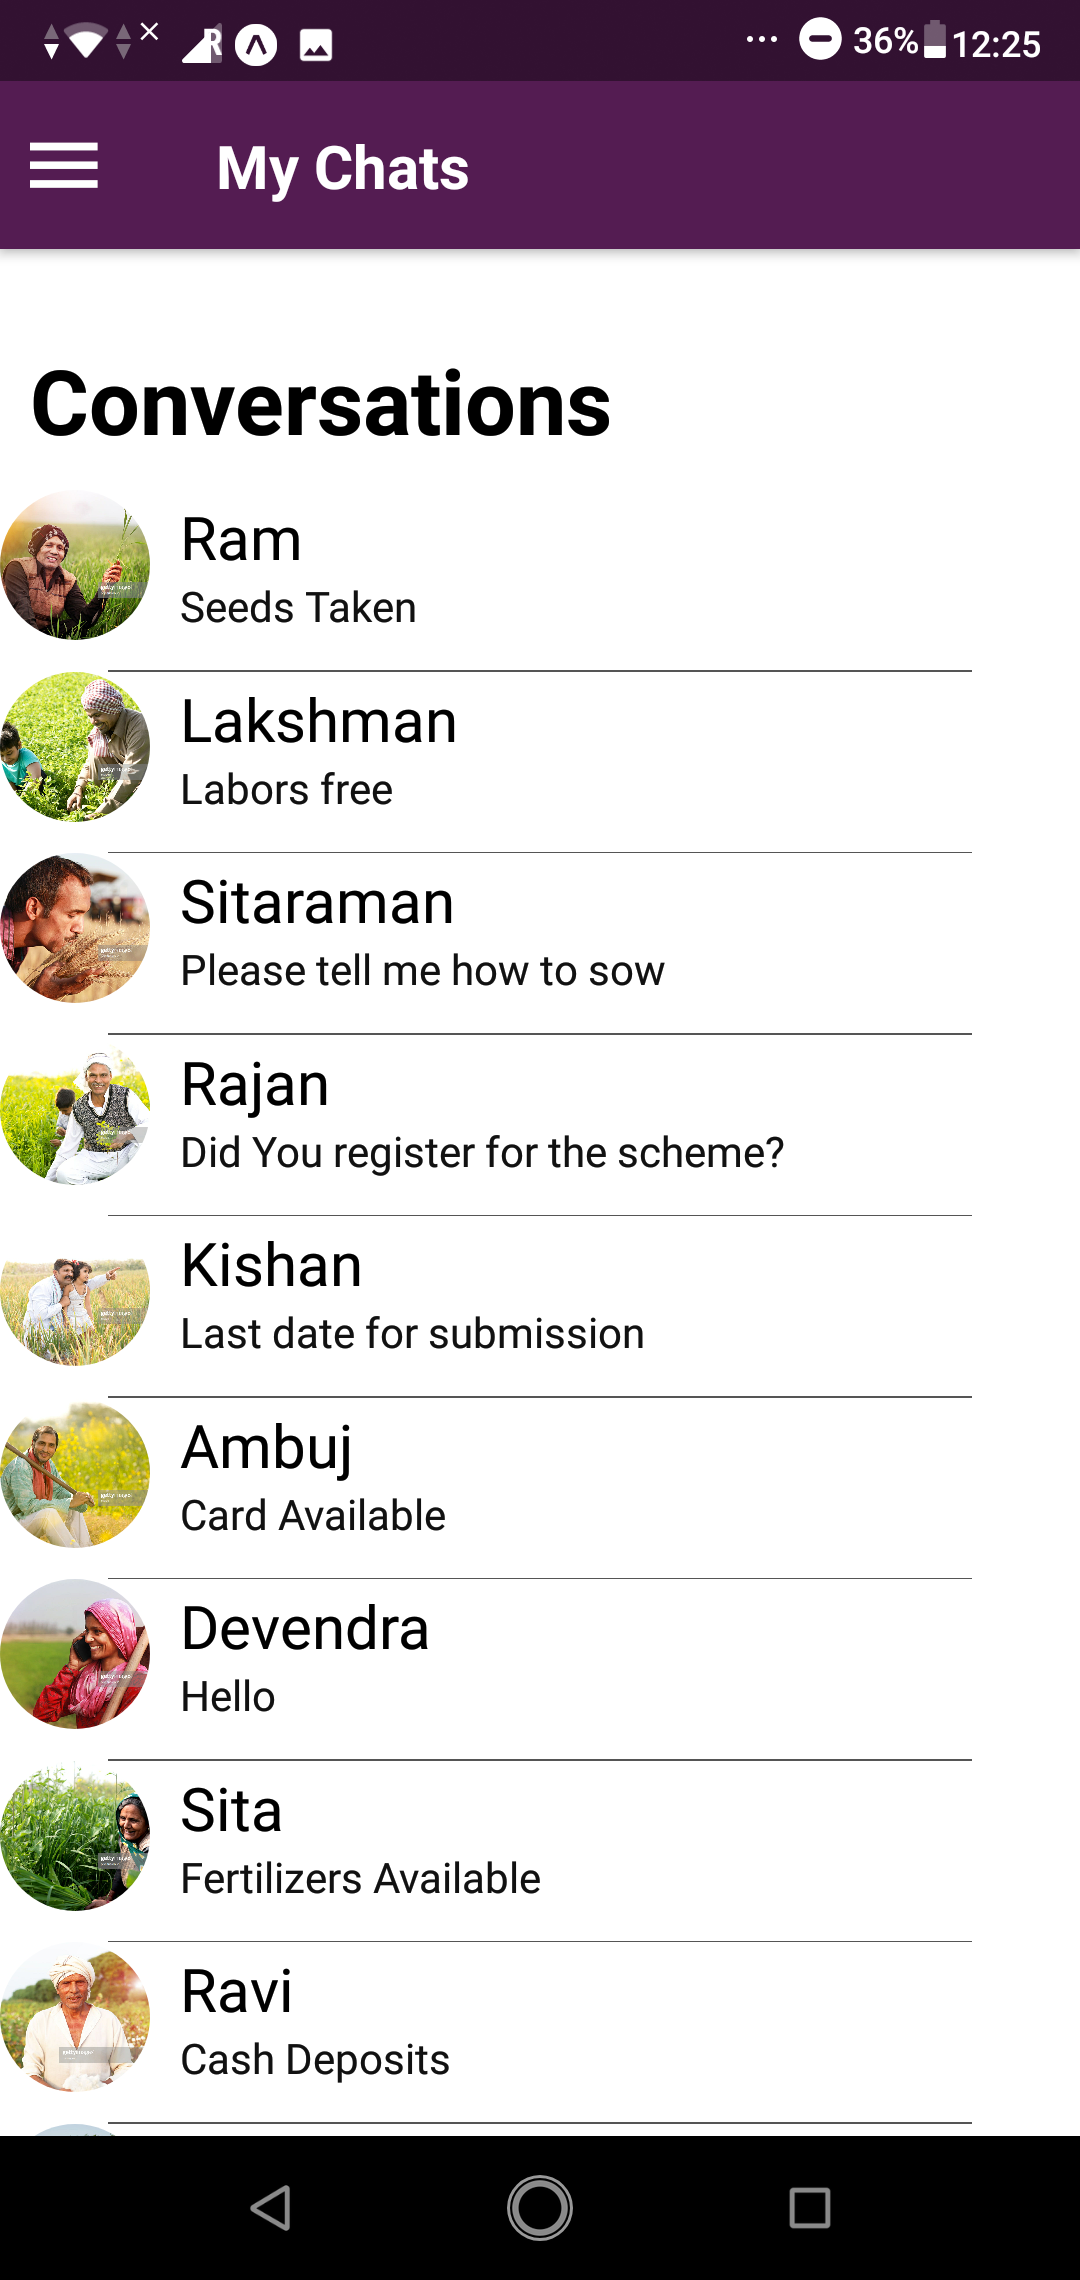 36% 12:25
My Chats
Conversations
Ram
Seeds Taken
Lakshman
Labors free
Sitaraman
Please tell me how to sow
Rajan
Did You register for the scheme?
Kishan
Last date for submission
Ambuj
Card Available
Devendra
Hello
Sita
Fertilizers Available
Ravi
Cash Deposits